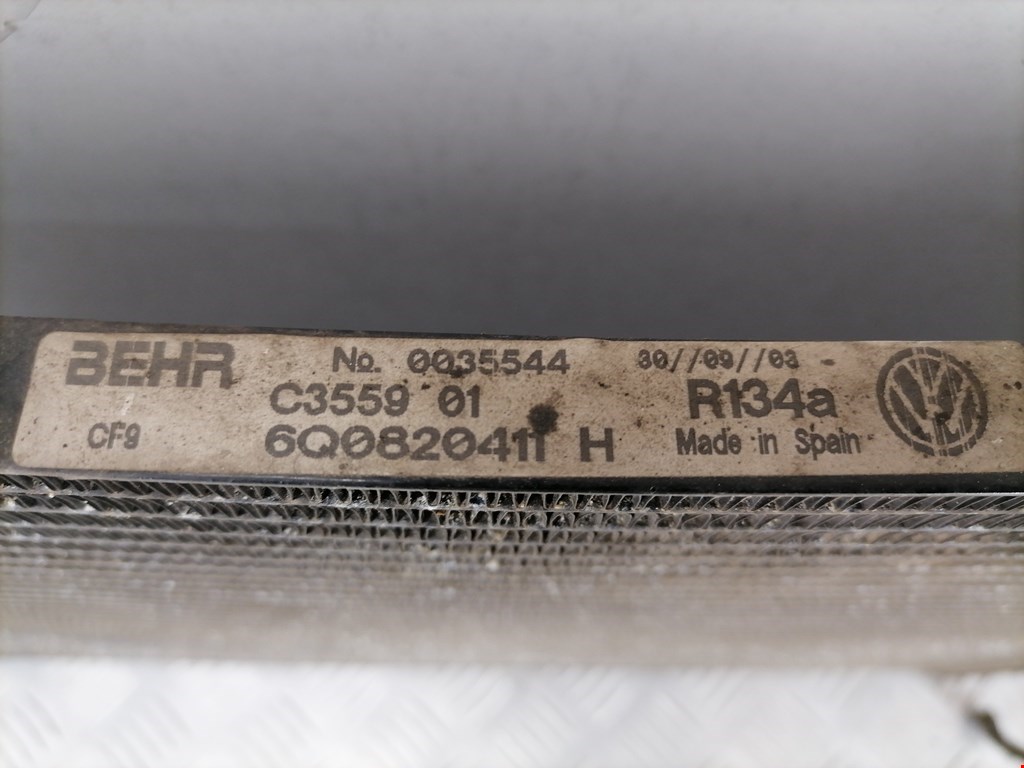 BEHR No. 0035544 30//09//03
C3559 01 R134a
CF9 6Q0820411 H Made in Spain